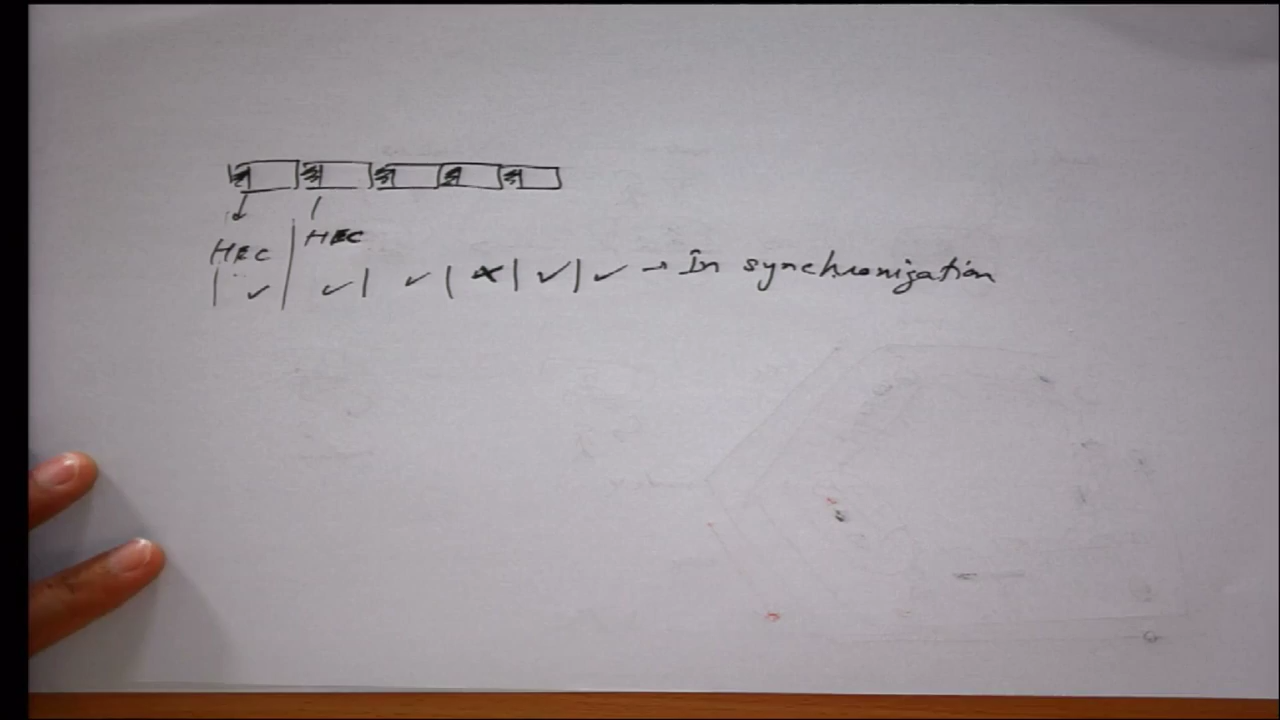 HEC | HEC
| ✓ | ✓ | ✓ | × | ✓ | ✓ → In synchronization